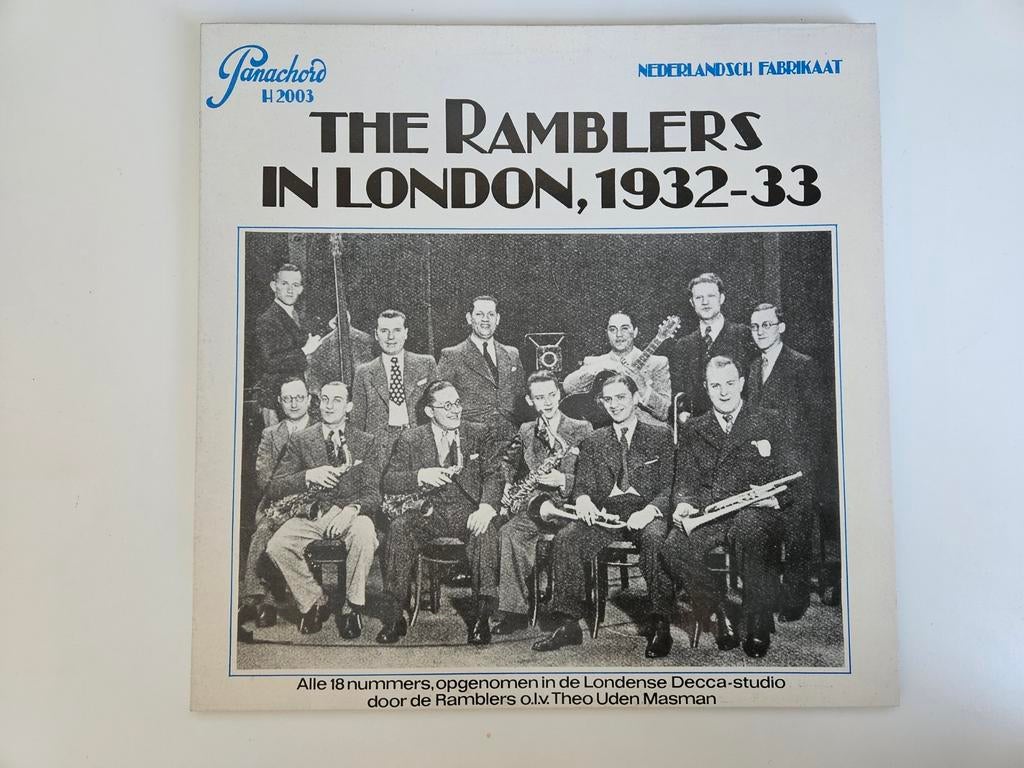 Panachord
H 2003
NEDERLANDSCH FABRIKAAT
THE RAMBLERS
IN LONDON, 1932-33
Alle 18 nummers, opgenomen in de Londense Decca-studio
door de Ramblers o.l.v. Theo Uden Masman